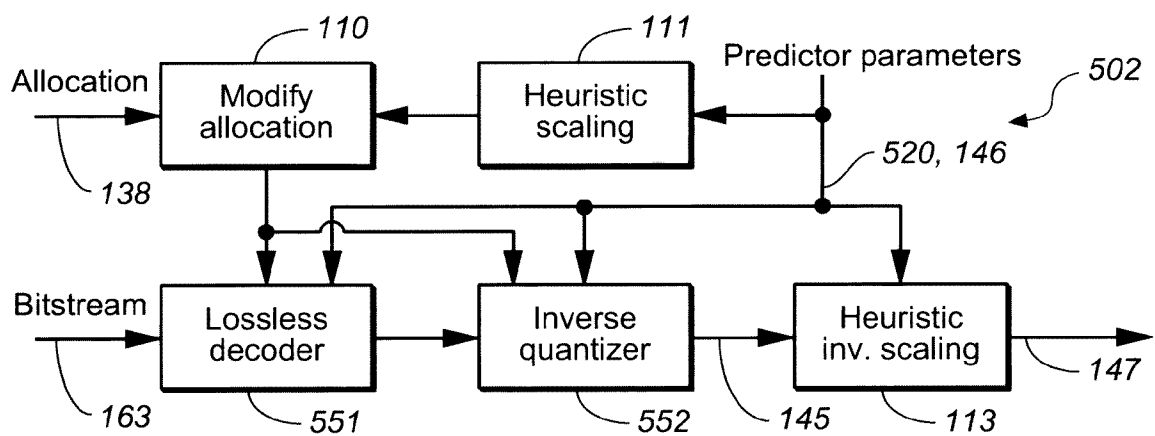 110
111
Predictor parameters
502
Allocation
Modify
allocation
Heuristic
scaling
138
520, 146
Bitstream
Lossless
decoder
Inverse
quantizer
Heuristic
inv. scaling
163
551
552
145
113
147